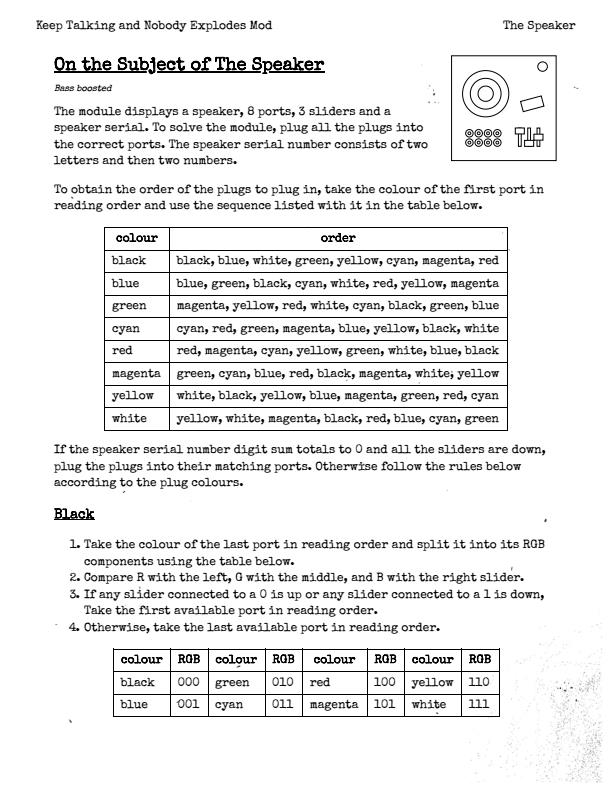 Keep Talking and Nobody Explodes Mod The Speaker
On the Subject of The Speaker
Bass boosted
The module displays a speaker, 8 ports, 3 sliders and a
speaker serial. To solve the module, plug all the plugs into
the correct ports. The speaker serial number consists of two
letters and then two numbers.
To obtain the order of the plugs to plug in, take the colour of the first port in
reading order and use the sequence listed with it in the table below.
colour order
black black, blue, white, green, yellow, cyan, magenta, red
blue blue, green, black, cyan, white, red, yellow, magenta
green magenta, yellow, red, white, cyan, black, green, blue
cyan cyan, red, green, magenta, blue, yellow, black, white
red red, magenta, cyan, yellow, green, white, blue, black
magenta green, cyan, blue, red, black, magenta, white, yellow
yellow white, black, yellow, blue, magenta, green, red, cyan
white yellow, white, magenta, black, red, blue, cyan, green
If the speaker serial number digit sum totals to 0 and all the sliders are down,
plug the plugs into their matching ports. Otherwise follow the rules below
according to the plug colours.
Black
1. Take the colour of the last port in reading order and split it into its RGB
components using the table below.
2. Compare R with the left, G with the middle, and B with the right slider.
3. If any slider connected to a 0 is up or any slider connected to a 1 is down,
Take the first available port in reading order.
4. Otherwise, take the last available port in reading order.
colour RGB colour RGB colour RGB colour RGB
black 000 green 010 red 100 yellow 110
blue 001 cyan 011 magenta 101 white 111